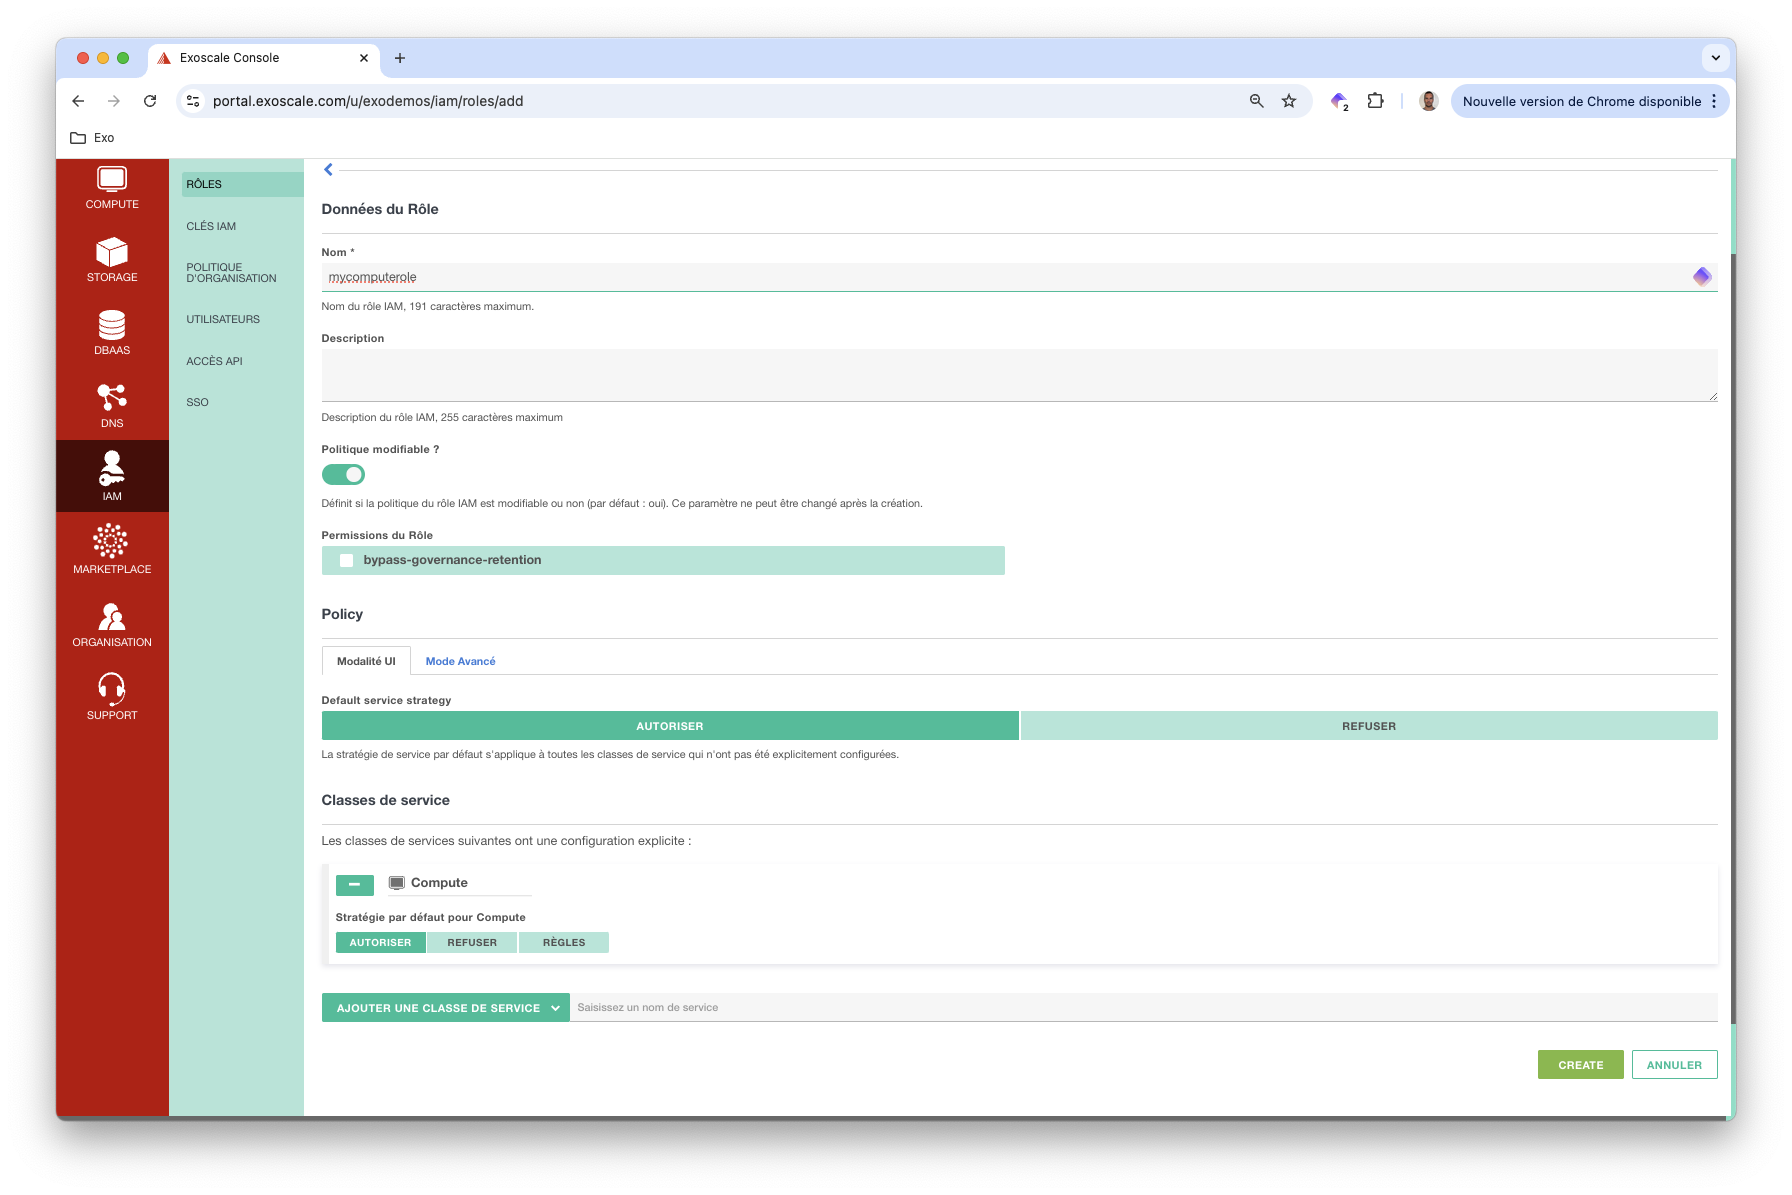 Exoscale Console
portal.exoscale.com/u/exodemos/iam/roles/add
2
Nouvelle version de Chrome disponible
Exo
COMPUTE
STORAGE
DBAAS
DNS
IAM
MARKETPLACE
ORGANISATION
SUPPORT
RÔLES
CLÉS IAM
POLITIQUE
D'ORGANISATION
UTILISATEURS
ACCÈS API
SSO
Données du Rôle
Nom *
mycomputerole
Nom du rôle IAM, 191 caractères maximum.
Description
Description du rôle IAM, 255 caractères maximum
Politique modifiable ?
Définit si la politique du rôle IAM est modifiable ou non (par défaut : oui). Ce paramètre ne peut être changé après la création.
Permissions du Rôle
bypass-governance-retention
Policy
Modalité UI
Mode Avancé
Default service strategy
AUTORISER
REFUSER
La stratégie de service par défaut s'applique à toutes les classes de service qui n'ont pas été explicitement configurées.
Classes de service
Les classes de services suivantes ont une configuration explicite :
Compute
Stratégie par défaut pour Compute
AUTORISER
REFUSER
RÈGLES
AJOUTER UNE CLASSE DE SERVICE
Saisissez un nom de service
CREATE
ANNULER